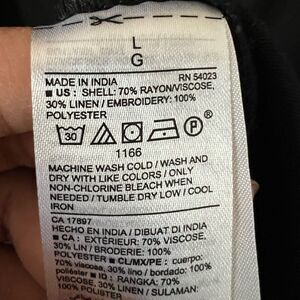 L
G
MADE IN INDIA RN 54023
■ US : SHELL: 70% RAYON/VISCOSE,
30% LINEN / EMBROIDERY: 100%
POLYESTER
30 P
1166
MACHINE WASH COLD / WASH AND
DRY WITH LIKE COLORS / ONLY
NON-CHLORINE BLEACH WHEN
NEEDED / TUMBLE DRY LOW / COOL
IRON
CA 17897
HECHO EN INDIA / DIBUAT DI INDIA
■ CA : EXTÉRIEUR: 70% VISCOSE,
30% LIN / BRODERIE: 100%
POLYESTER ■ CL/MX/PE : cuerpo:
70% viscosa, 30% lino / bordado: 100%
poliéster ■ ID : RANGKA: 70%
VISCOSE, 30% LINEN / SULAMAN:
100% POLISTER